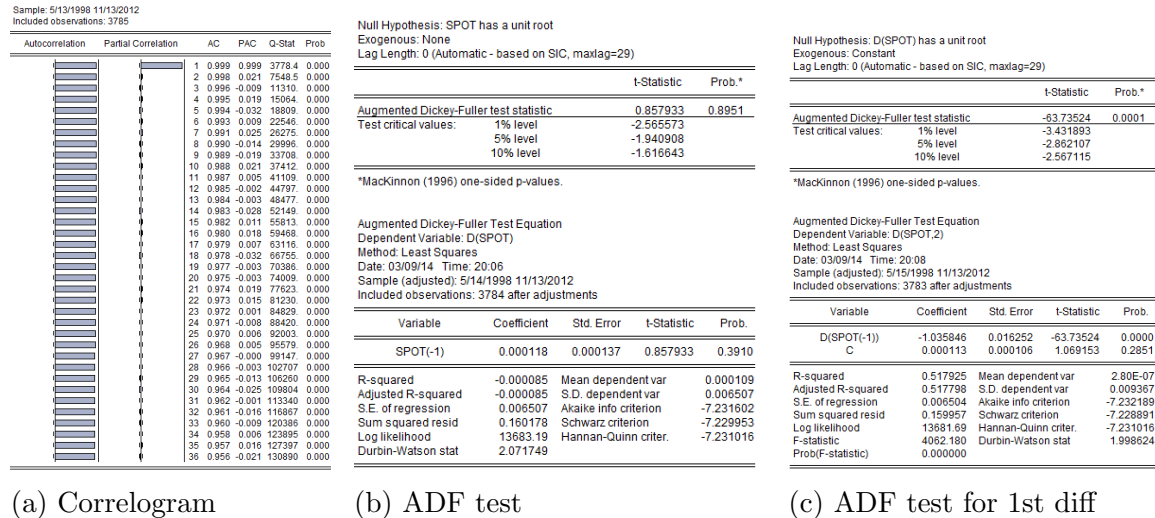 Sample: 5/13/1998 11/13/2012
Included observations: 3785
Autocorrelation Partial Correlation AC PAC Q-Stat Prob
1 0.999 0.999 3778.4 0.000
2 0.998 0.021 7548.5 0.000
3 0.996 -0.009 11310. 0.000
4 0.995 0.019 15064. 0.000
5 0.994 -0.032 18809. 0.000
6 0.993 0.009 22546. 0.000
7 0.991 0.025 26275. 0.000
8 0.990 -0.014 29996. 0.000
9 0.989 -0.019 33708. 0.000
10 0.988 0.021 37412. 0.000
11 0.987 0.005 41109. 0.000
12 0.985 -0.002 44797. 0.000
13 0.984 -0.003 48477. 0.000
14 0.983 -0.028 52149. 0.000
15 0.982 0.011 55813. 0.000
16 0.980 0.018 59468. 0.000
17 0.979 0.007 63116. 0.000
18 0.978 -0.032 66755. 0.000
19 0.977 -0.003 70386. 0.000
20 0.975 -0.003 74009. 0.000
21 0.974 0.019 77623. 0.000
22 0.973 0.015 81230. 0.000
23 0.972 0.001 84829. 0.000
24 0.971 -0.008 88420. 0.000
25 0.970 0.006 92003. 0.000
26 0.968 0.005 95579. 0.000
27 0.967 -0.000 99147. 0.000
28 0.966 -0.003 102707 0.000
29 0.965 -0.013 106260 0.000
30 0.964 -0.025 109804 0.000
31 0.962 -0.001 113340 0.000
32 0.961 -0.016 116867 0.000
33 0.960 -0.009 120386 0.000
34 0.958 0.006 123895 0.000
35 0.957 0.016 127397 0.000
36 0.956 -0.021 130890 0.000
(a) Correlogram
Null Hypothesis: SPOT has a unit root
Exogenous: None
Lag Length: 0 (Automatic - based on SIC, maxlag=29)
t-Statistic Prob.*
Augmented Dickey-Fuller test statistic 0.857933 0.8951
Test critical values: 1% level -2.565573
5% level -1.940908
10% level -1.616643
*MacKinnon (1996) one-sided p-values.
Augmented Dickey-Fuller Test Equation
Dependent Variable: D(SPOT)
Method: Least Squares
Date: 03/09/14 Time: 20:06
Sample (adjusted): 5/14/1998 11/13/2012
Included observations: 3784 after adjustments
Variable Coefficient Std. Error t-Statistic Prob.
SPOT(-1) 0.000118 0.000137 0.857933 0.3910
R-squared -0.000085 Mean dependent var 0.000109
Adjusted R-squared -0.000085 S.D. dependent var 0.006507
S.E. of regression 0.006507 Akaike info criterion -7.231602
Sum squared resid 0.160178 Schwarz criterion -7.229953
Log likelihood 13683.19 Hannan-Quinn criter. -7.231016
Durbin-Watson stat 2.071749
(b) ADF test
Null Hypothesis: D(SPOT) has a unit root
Exogenous: Constant
Lag Length: 0 (Automatic - based on SIC, maxlag=29)
t-Statistic Prob.*
Augmented Dickey-Fuller test statistic -63.73524 0.0001
Test critical values: 1% level -3.431893
5% level -2.862107
10% level -2.567115
*MacKinnon (1996) one-sided p-values.
Augmented Dickey-Fuller Test Equation
Dependent Variable: D(SPOT,2)
Method: Least Squares
Date: 03/09/14 Time: 20:08
Sample (adjusted): 5/15/1998 11/13/2012
Included observations: 3783 after adjustments
Variable Coefficient Std. Error t-Statistic Prob.
D(SPOT(-1)) -1.035846 0.016252 -63.73524 0.0000
C 0.000113 0.000106 1.069153 0.2851
R-squared 0.517925 Mean dependent var 2.80E-07
Adjusted R-squared 0.517798 S.D. dependent var 0.009367
S.E. of regression 0.006504 Akaike info criterion -7.232189
Sum squared resid 0.159957 Schwarz criterion -7.228891
Log likelihood 13681.69 Hannan-Quinn criter. -7.231016
F-statistic 4062.180 Durbin-Watson stat 1.998624
Prob(F-statistic) 0.000000
(c) ADF test for 1st diff